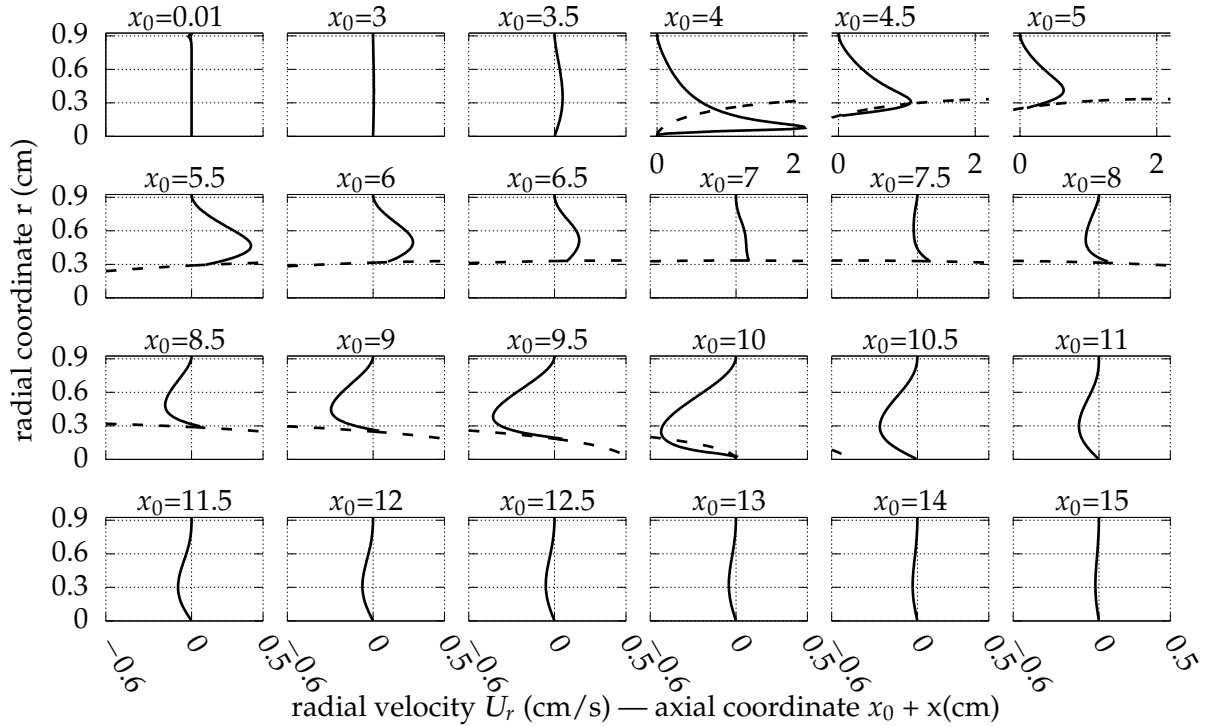 x₀=0.01 x₀=3 x₀=3.5 x₀=4 x₀=4.5 x₀=5
0.9
0.6
0.3
0
0 2 0 2 0 2
x₀=5.5 x₀=6 x₀=6.5 x₀=7 x₀=7.5 x₀=8
0.9
0.6
0.3
0
radial coordinate r (cm)
x₀=8.5 x₀=9 x₀=9.5 x₀=10 x₀=10.5 x₀=11
0.9
0.6
0.3
0
x₀=11.5 x₀=12 x₀=12.5 x₀=13 x₀=14 x₀=15
0.9
0.6
0.3
0
−0.6 0 0.5 −0.6 0 0.5 −0.6 0 0.5 −0.6 0 0.5 −0.6 0 0.5 −0.6 0 0.5
radial velocity Uᵣ (cm/s) — axial coordinate x₀ + x(cm)